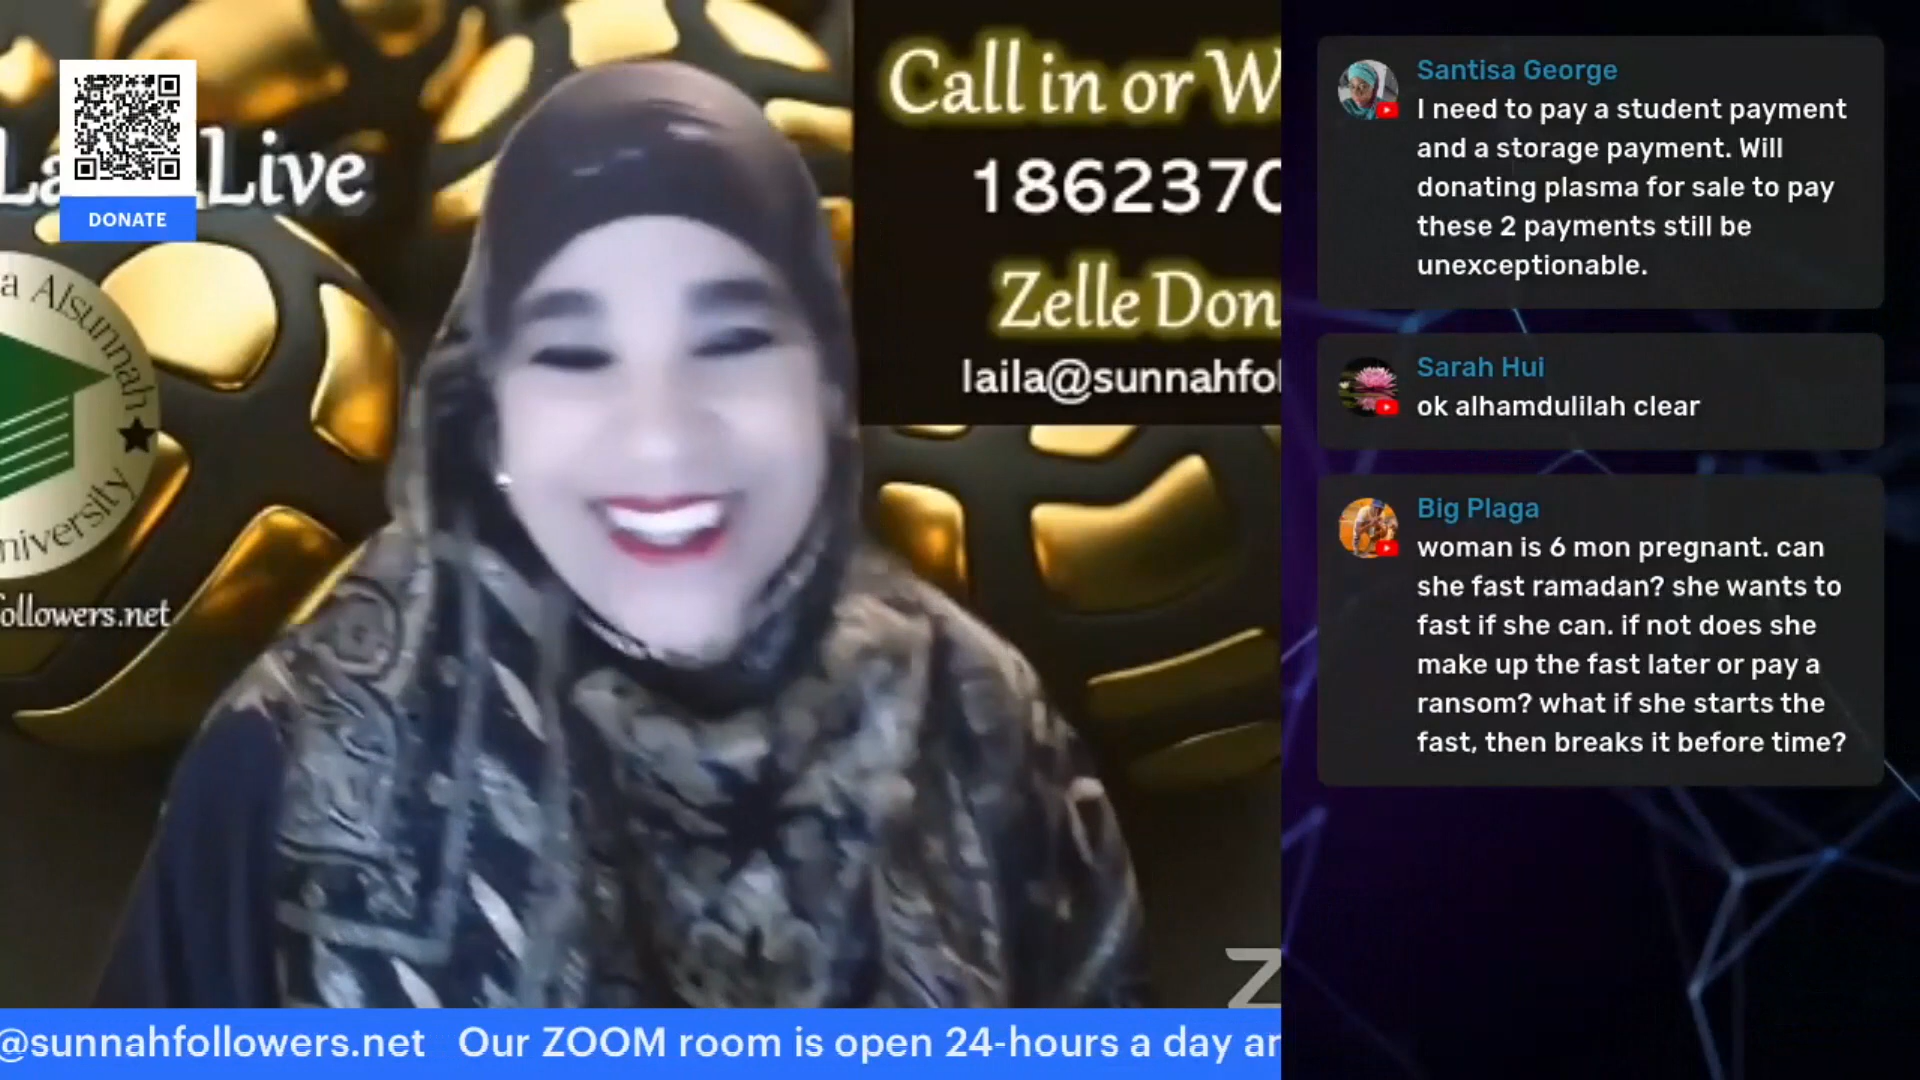 La Live
DONATE
a Alsunnah
niversity
followers.net
Call in or W
1862370
Zelle Don
laila@sunnahfol
Z
@sunnahfollowers.net Our ZOOM room is open 24-hours a day an
Santisa George
I need to pay a student payment
and a storage payment. Will
donating plasma for sale to pay
these 2 payments still be
unexceptionable.
Sarah Hui
ok alhamdulilah clear
Big Plaga
woman is 6 mon pregnant. can
she fast ramadan? she wants to
fast if she can. if not does she
make up the fast later or pay a
ransom? what if she starts the
fast, then breaks it before time?